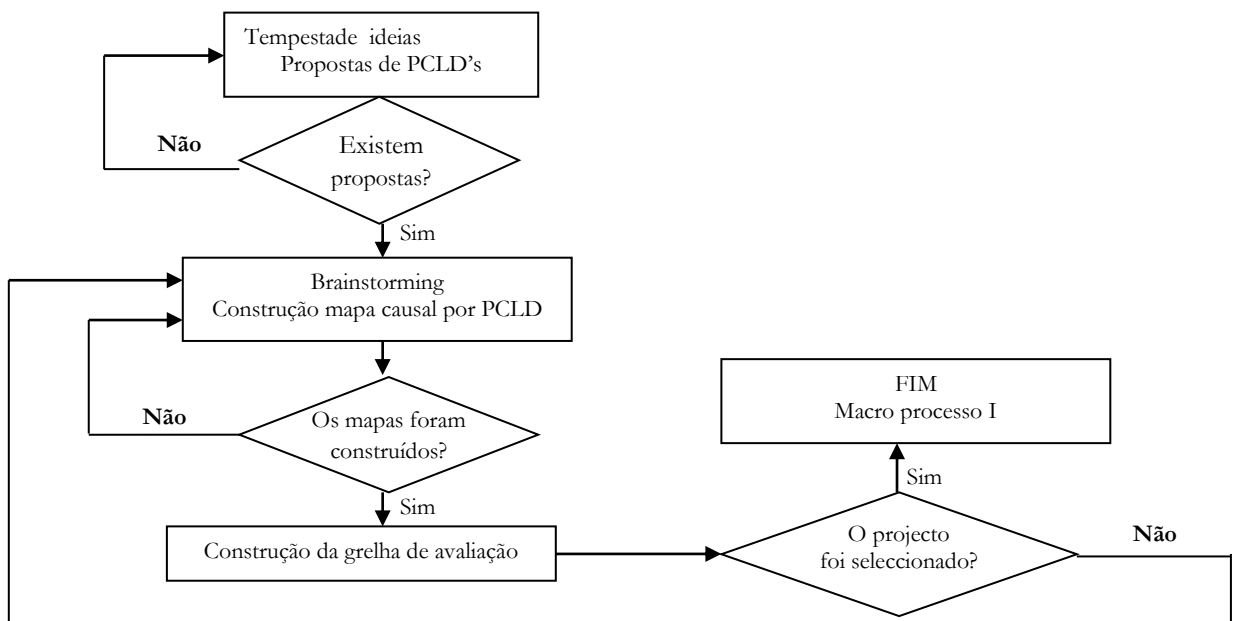 Tempestade ideias
Propostas de PCLD’s
Não
Existem
propostas?
Sim
Brainstorming
Construção mapa causal por PCLD
Não
Os mapas foram
construídos?
Sim
Construção da grelha de avaliação
FIM
Macro processo I
Sim
O projecto
foi seleccionado?
Não